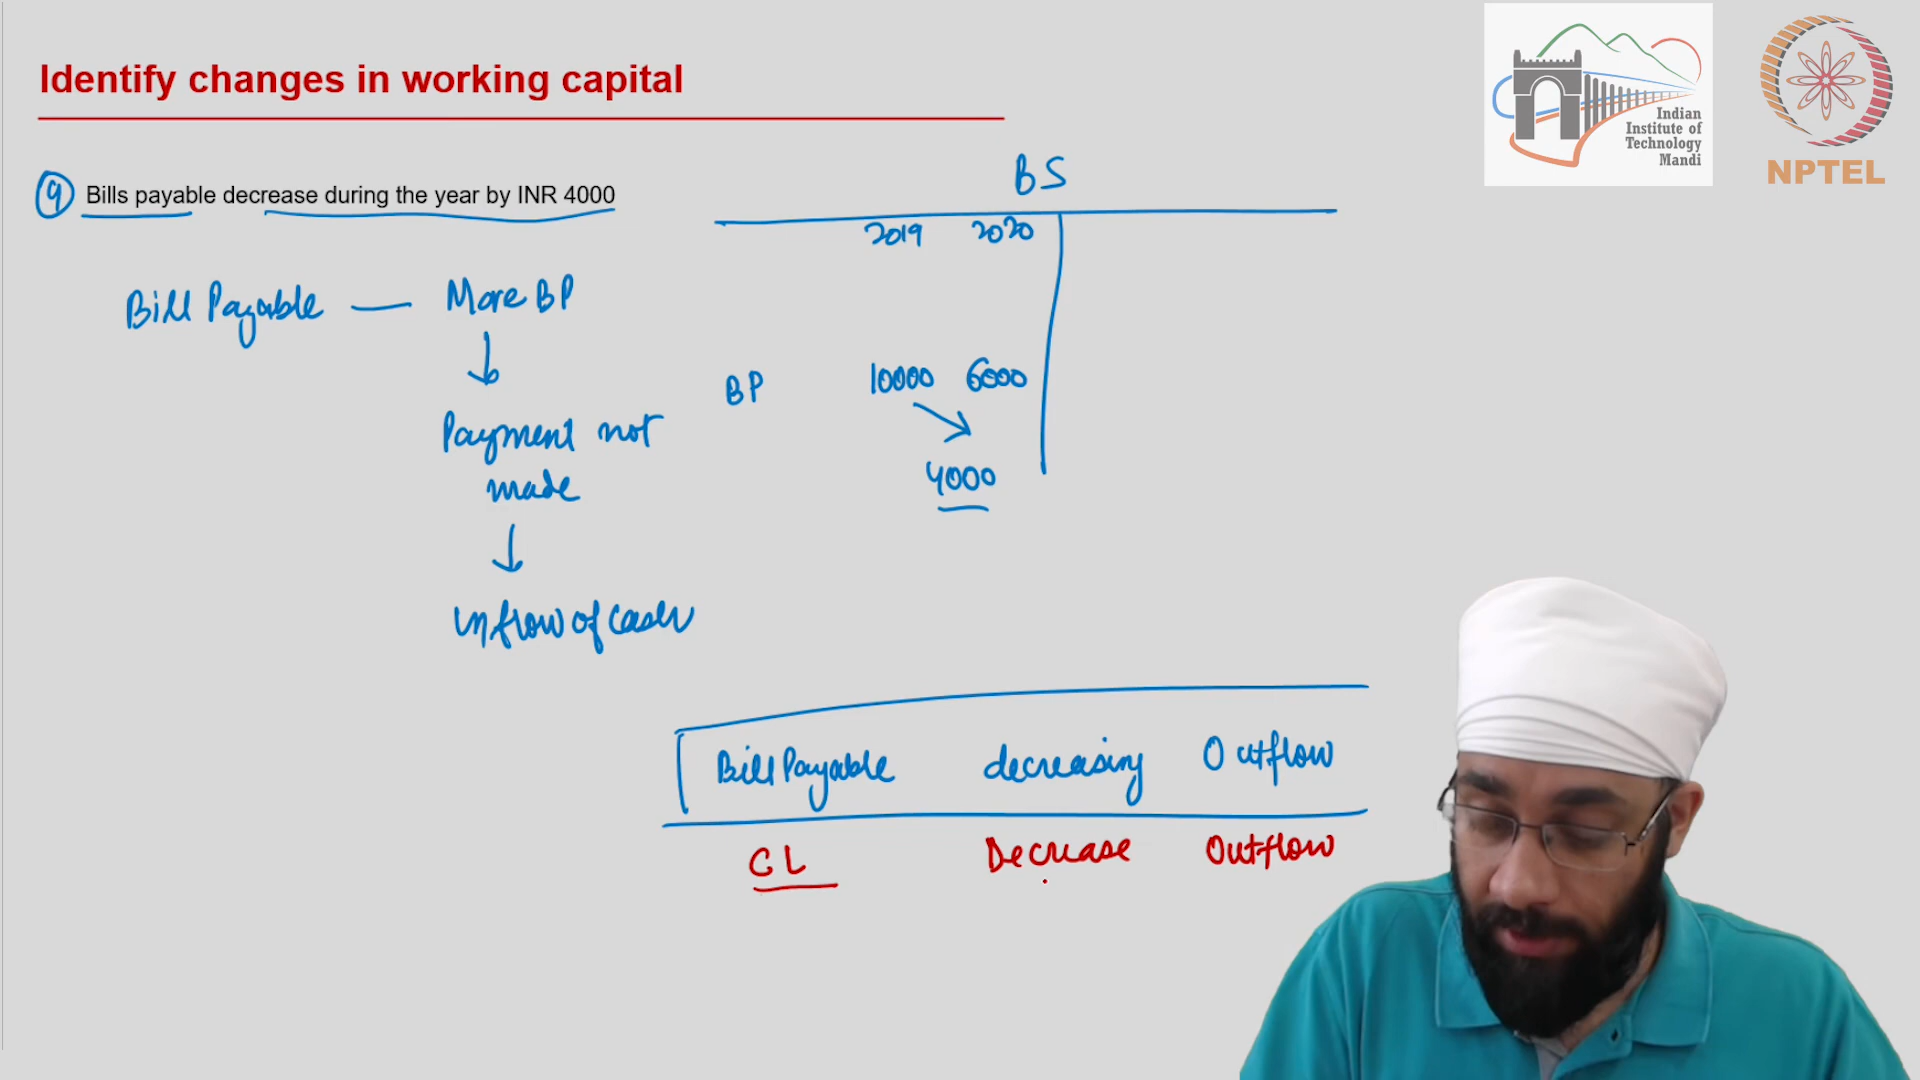 Identify changes in working capital
9 Bills payable decrease during the year by INR 4000
Bill Payable — More BP
Payment not
made
inflow of cash
BS
2019 2020
BP 10000 6000
4000
Bill Payable decreasing Outflow
CL Decrease Outflow
Indian
Institute of
Technology
Mandi
NPTEL